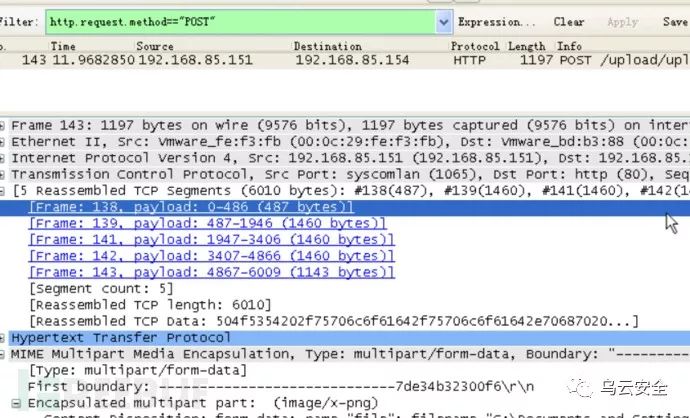 Filter: http.request.method=="POST" Expression... Clear Apply Save
Time Source Destination Protocol Length Info
143 11.9682850 192.168.85.151 192.168.85.154 HTTP 1197 POST /upload/upl
Frame 143: 1197 bytes on wire (9576 bits), 1197 bytes captured (9576 bits) on inter
Ethernet II, Src: Vmware_fe:f3:fb (00:0c:29:fe:f3:fb), Dst: Vmware_bd:b3:88 (00:0c:
Internet Protocol Version 4, Src: 192.168.85.151 (192.168.85.151), Dst: 192.168.85.
Transmission Control Protocol, Src Port: syscomlan (1065), Dst Port: http (80), Seq
[5 Reassembled TCP Segments (6010 bytes): #138(487), #139(1460), #141(1460), #142(1
[Frame: 138, payload: 0-486 (487 bytes)]
[Frame: 139, payload: 487-1946 (1460 bytes)]
[Frame: 141, payload: 1947-3406 (1460 bytes)]
[Frame: 142, payload: 3407-4866 (1460 bytes)]
[Frame: 143, payload: 4867-6009 (1143 bytes)]
[Segment count: 5]
[Reassembled TCP length: 6010]
[Reassembled TCP Data: 504f5354202f75706c6f61642f75706c6f61642e70687020...]
Hypertext Transfer Protocol
MIME Multipart Media Encapsulation, Type: multipart/form-data, Boundary: "----------
[Type: multipart/form-data]
First boundary: -----------------------------7de34b32300f6\r\n
Encapsulated multipart part: (image/x-png)
乌云安全